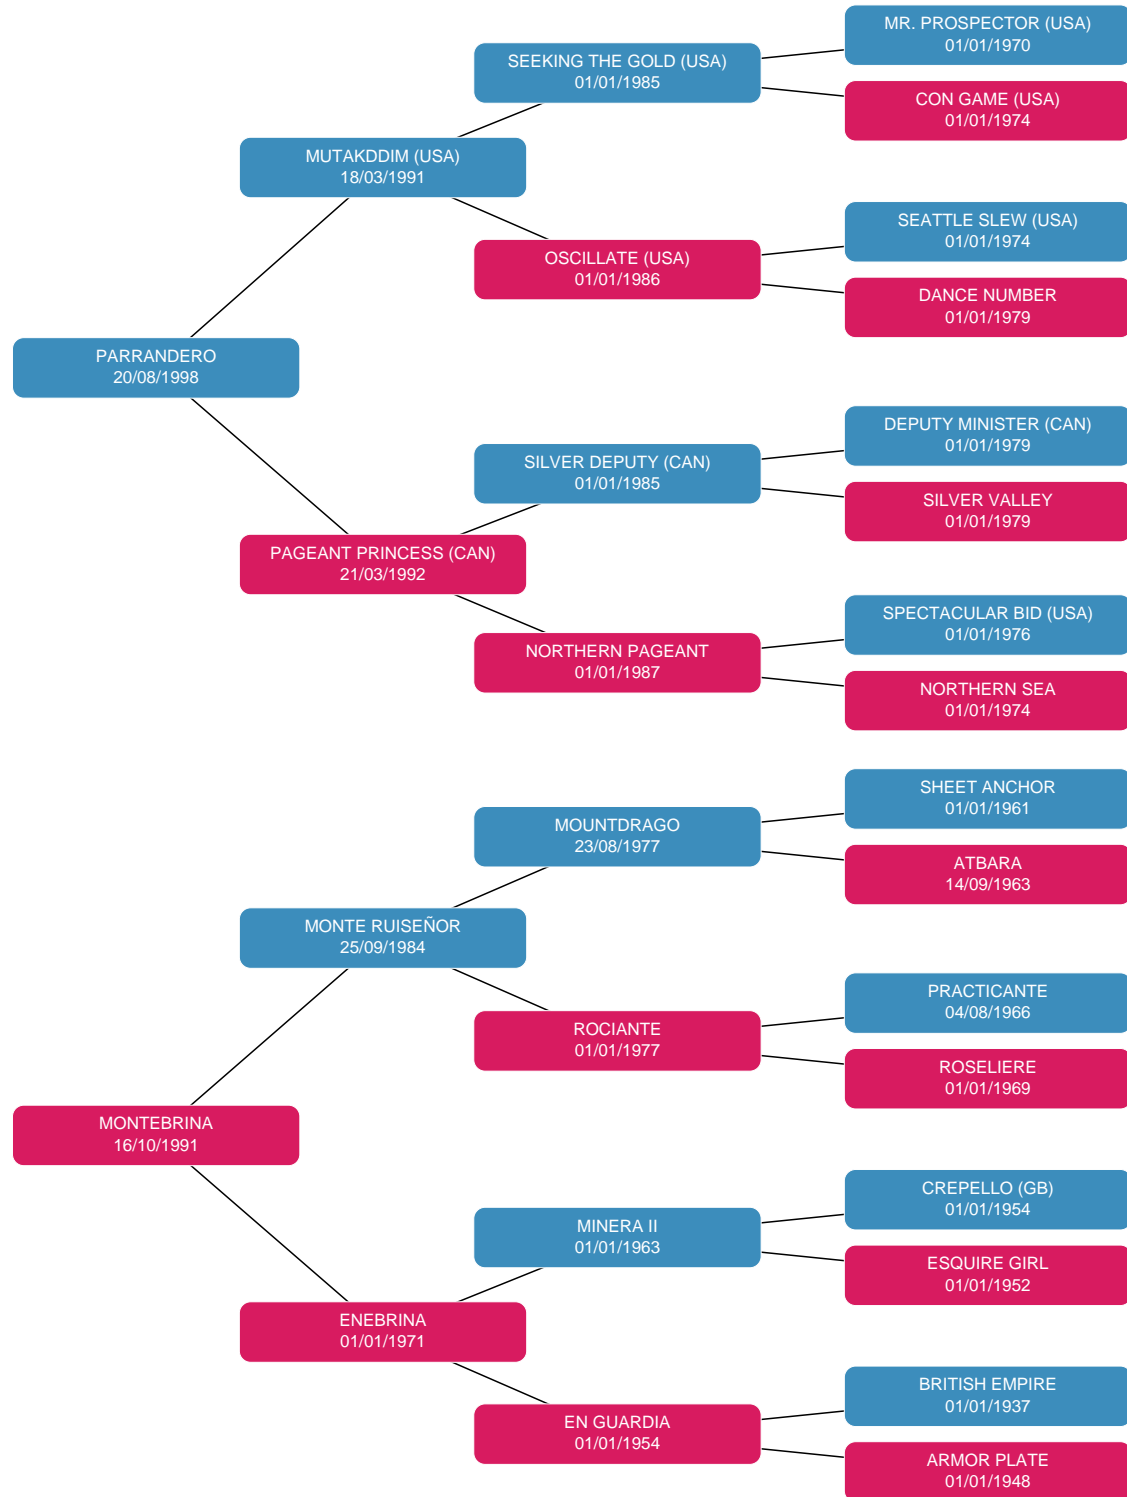 MR. PROSPECTOR (USA)
01/01/1970
SEEKING THE GOLD (USA)
01/01/1985
CON GAME (USA)
01/01/1974
MUTAKDDIM (USA)
18/03/1991
SEATTLE SLEW (USA)
01/01/1974
OSCILLATE (USA)
01/01/1986
DANCE NUMBER
01/01/1979
PARRANDERO
20/08/1998
DEPUTY MINISTER (CAN)
01/01/1979
SILVER DEPUTY (CAN)
01/01/1985
SILVER VALLEY
01/01/1979
PAGEANT PRINCESS (CAN)
21/03/1992
SPECTACULAR BID (USA)
01/01/1976
NORTHERN PAGEANT
01/01/1987
NORTHERN SEA
01/01/1974
SHEET ANCHOR
01/01/1961
MOUNTDRAGO
23/08/1977
ATBARA
14/09/1963
MONTE RUISEÑOR
25/09/1984
PRACTICANTE
04/08/1966
ROCIANTE
01/01/1977
ROSELIERE
01/01/1969
MONTEBRINA
16/10/1991
CREPELLO (GB)
01/01/1954
MINERA II
01/01/1963
ESQUIRE GIRL
01/01/1952
ENEBRINA
01/01/1971
BRITISH EMPIRE
01/01/1937
EN GUARDIA
01/01/1954
ARMOR PLATE
01/01/1948